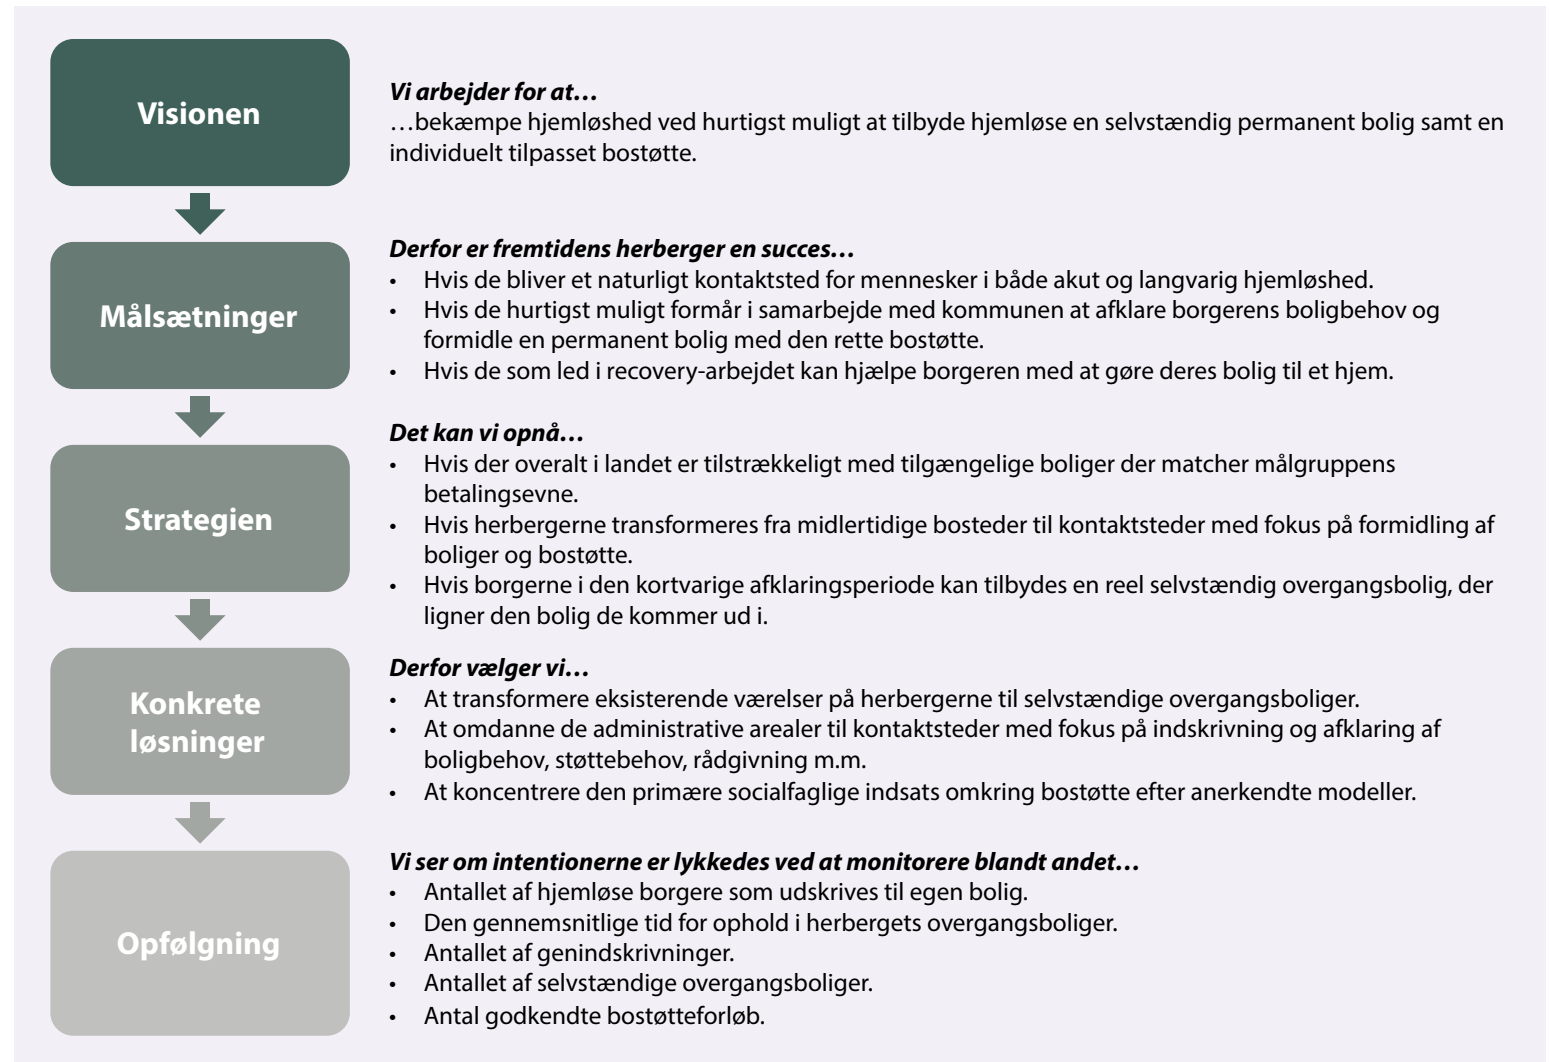 Visionen
Vi arbejder for at…
…bekæmpe hjemløshed ved hurtigst muligt at tilbyde hjemløse en selvstændig permanent bolig samt en
individuelt tilpasset bostøtte.
Målsætninger
Derfor er fremtidens herberger en succes…
• Hvis de bliver et naturligt kontaktsted for mennesker i både akut og langvarig hjemløshed.
• Hvis de hurtigst muligt formår i samarbejde med kommunen at afklare borgerens boligbehov og
formidle en permanent bolig med den rette bostøtte.
• Hvis de som led i recovery-arbejdet kan hjælpe borgeren med at gøre deres bolig til et hjem.
Strategien
Det kan vi opnå…
• Hvis der overalt i landet er tilstrækkeligt med tilgængelige boliger der matcher målgruppens
betalingsevne.
• Hvis herbergerne transformeres fra midlertidige bosteder til kontaktsteder med fokus på formidling af
boliger og bostøtte.
• Hvis borgerne i den kortvarige afklaringsperiode kan tilbydes en reel selvstændig overgangsbolig, der
ligner den bolig de kommer ud i.
Konkrete
løsninger
Derfor vælger vi…
• At transformere eksisterende værelser på herbergerne til selvstændige overgangsboliger.
• At omdanne de administrative arealer til kontaktsteder med fokus på indskrivning og afklaring af
boligbehov, støttebehov, rådgivning m.m.
• At koncentrere den primære socialfaglige indsats omkring bostøtte efter anerkendte modeller.
Opfølgning
Vi ser om intentionerne er lykkedes ved at monitorere blandt andet…
• Antallet af hjemløse borgere som udskrives til egen bolig.
• Den gennemsnitlige tid for ophold i herbergets overgangsboliger.
• Antallet af genindskrivninger.
• Antallet af selvstændige overgangsboliger.
• Antal godkendte bostøtteforløb.